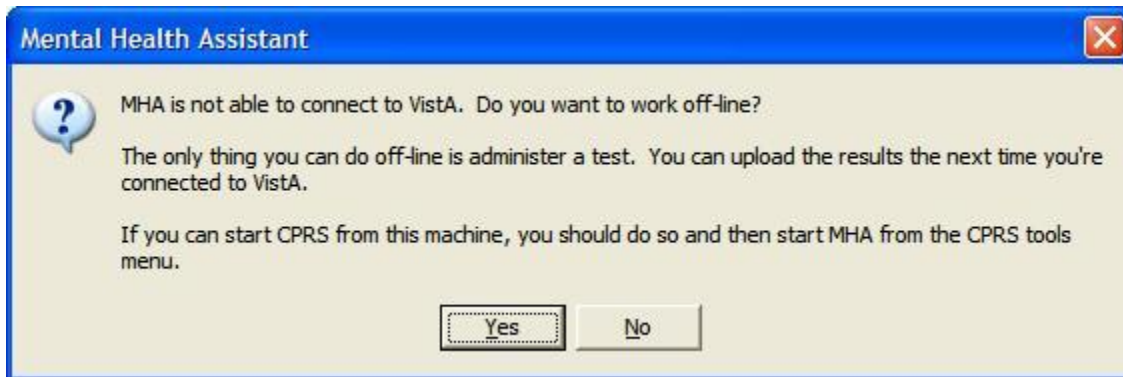 Mental Health Assistant
MHA is not able to connect to VistA.  Do you want to work off-line?
The only thing you can do off-line is administer a test.  You can upload the results the next time you're
connected to VistA.
If you can start CPRS from this machine, you should do so and then start MHA from the CPRS tools
menu.
Yes No